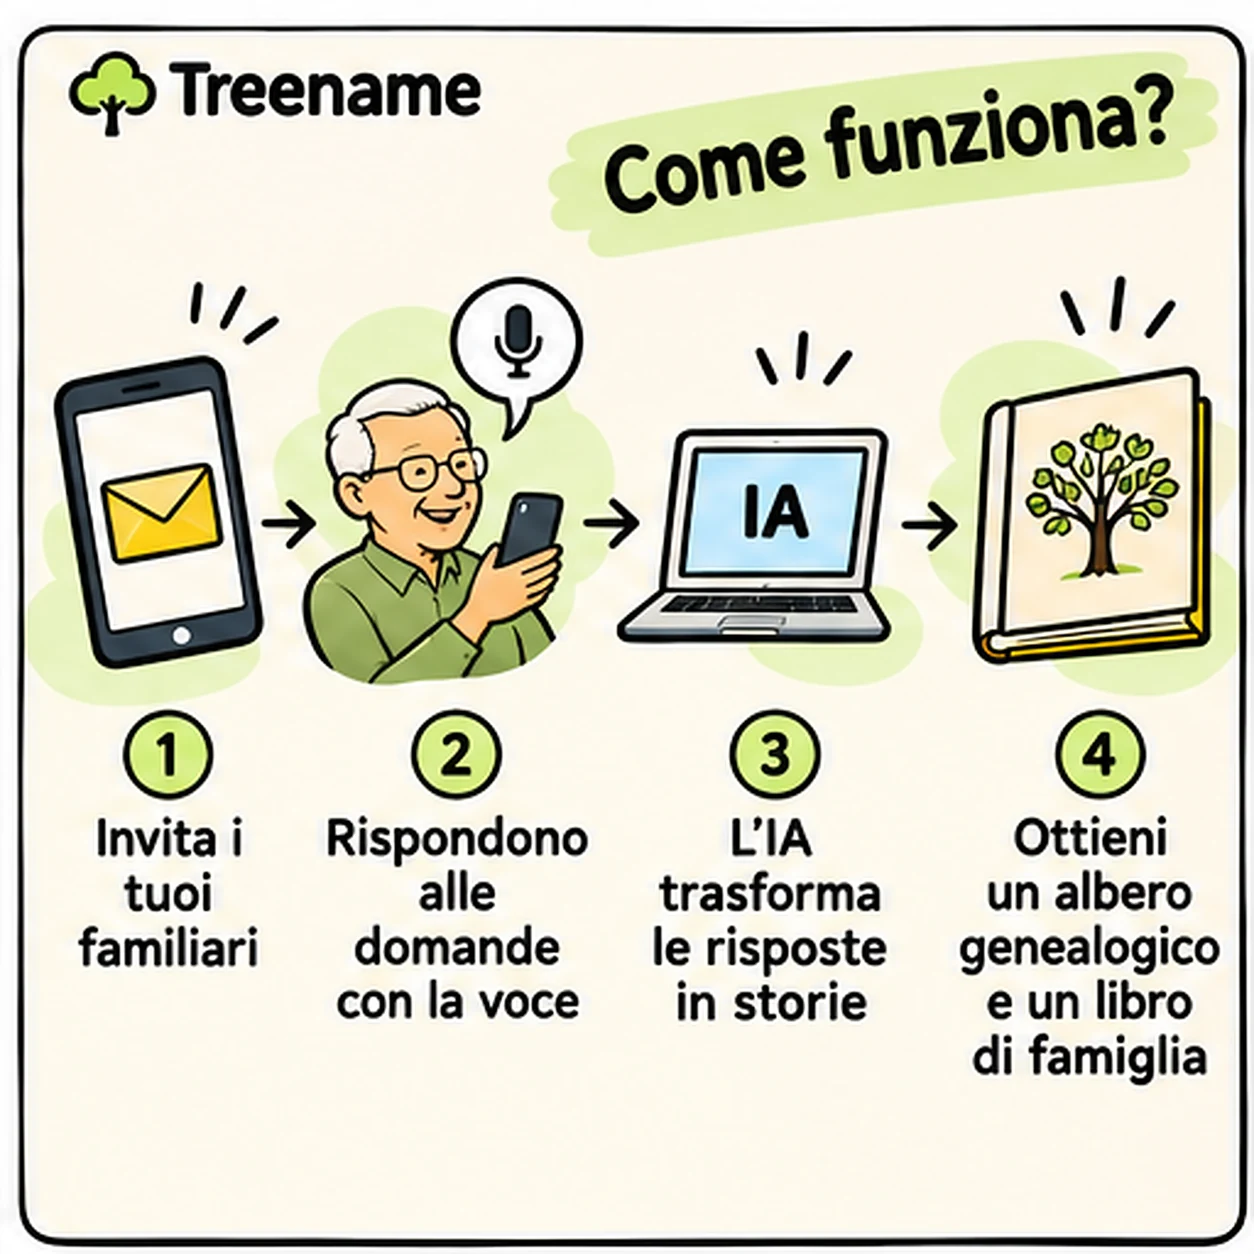 Treename
Come funziona?
IA
1
Invita i
tuoi
familiari
2
Rispondono
alle
domande
con la voce
3
L'IA
trasforma
le risposte
in storie
4
Ottieni
un albero
genealogico
e un libro
di famiglia